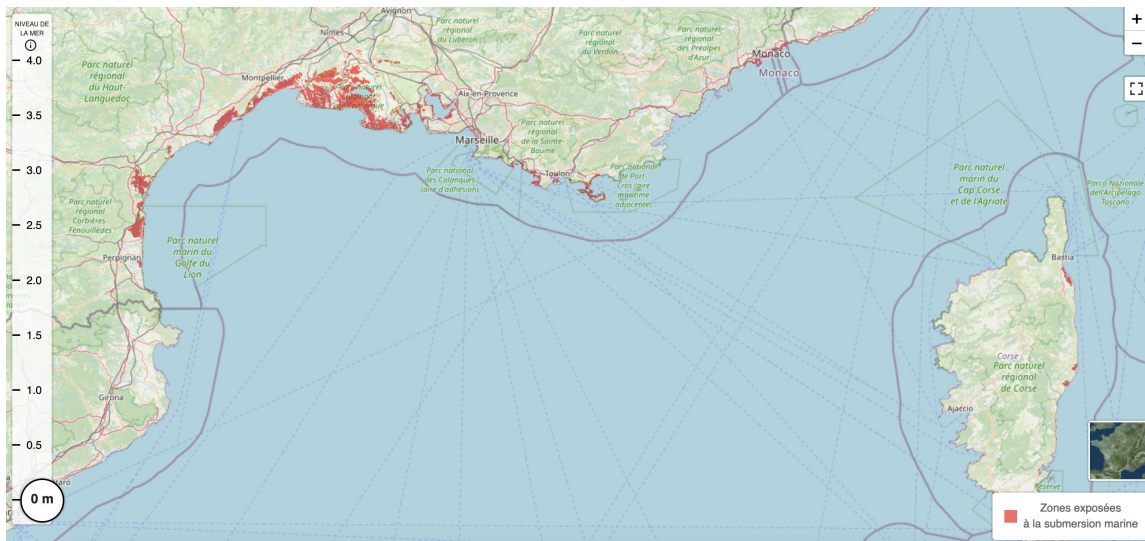 NIVEAU DE
LA MER
4.0
3.5
3.0
2.5
2.0
1.5
1.0
0.5
0 m
Avignon
Nîmes
Parc naturel
régional
du Luberon
Parc naturel
régional
du Verdon
Parc naturel
régional
des Préalpes
d'Azur
Monaco
Monaco
Parc naturel
régional
du Haut-
Languedoc
Montpellier
Aix-en-Provence
Parc naturel
régional
de la Sainte-
Baume
Marseille
Toulon
Parc national
des Calanques
(aire d'adhésion)
Parc national
de Port
Cros (aire
maritime
adjacente)
Parc naturel
régional
Corbières-
Fenouillèdes
Parc naturel
marin du
Golfe du
Lion
Perpignan
Parc naturel
marin du
Cap Corse
et de l'Agriate
Parco Nazionale
dell'Arcipelago
Toscano
Bastia
Corse
Parc naturel
régional
de Corse
Ajaccio
Girona
Réserve
+
−
Zones exposées
à la submersion marine